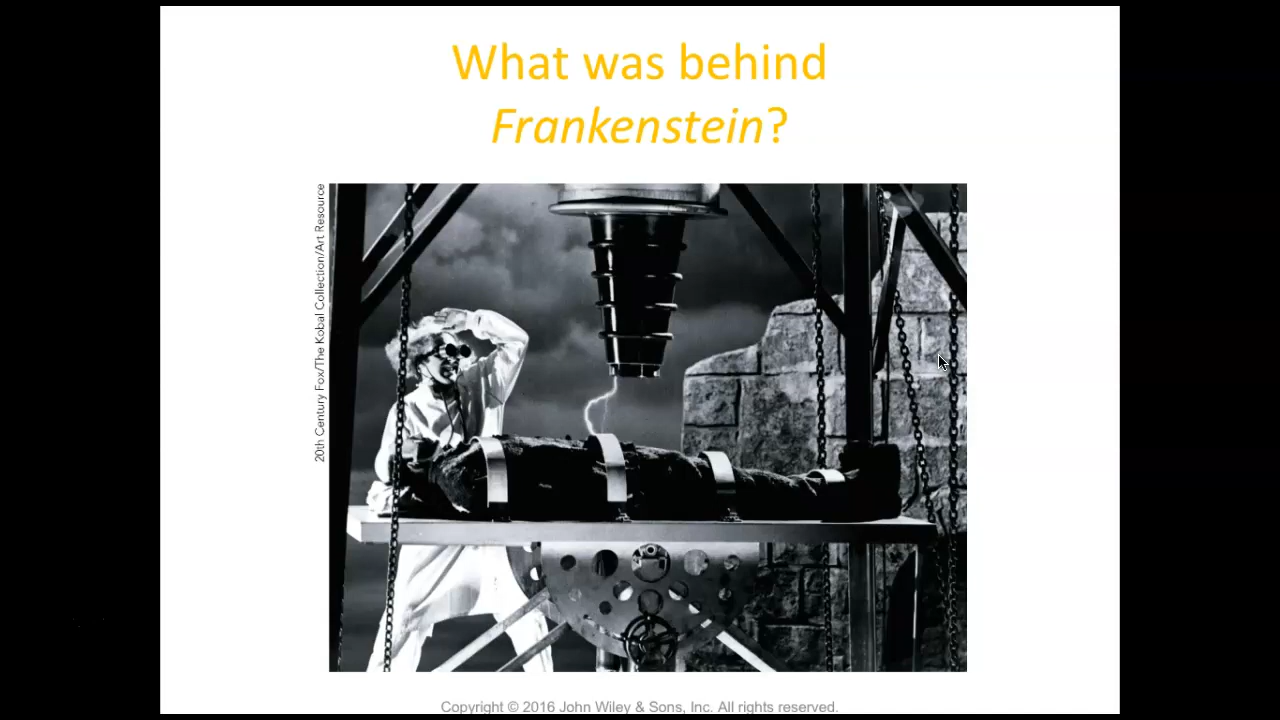 What was behind
Frankenstein?
20th Century Fox/The Kobal Collection/Art Resource
Copyright © 2016 John Wiley & Sons, Inc. All rights reserved.